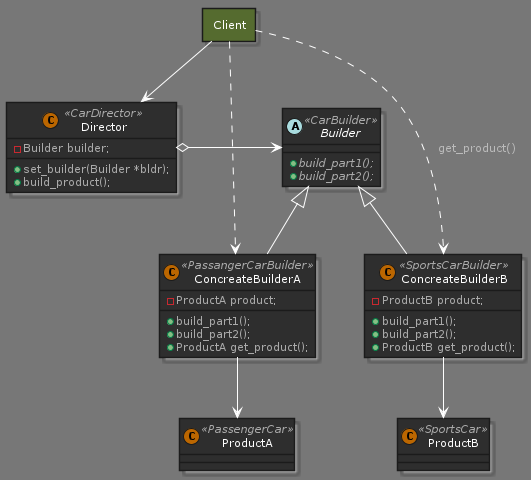 Client
«CarDirector»
C
Director
Builder builder;
set_builder(Builder *bldr);
build_product();
«CarBuilder»
A
Builder
build_part1();
build_part2();
get_product()
«PassangerCarBuilder»
C
ConcreateBuilderA
ProductA product;
build_part1();
build_part2();
ProductA get_product();
«SportsCarBuilder»
C
ConcreateBuilderB
ProductB product;
build_part1();
build_part2();
ProductB get_product();
«PassengerCar»
C
ProductA
«SportsCar»
C
ProductB